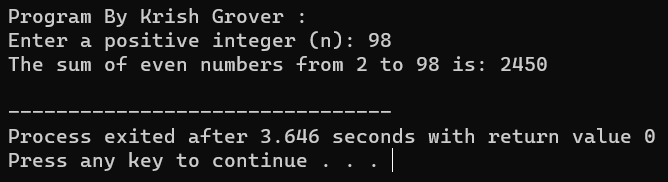 Program By Krish Grover :
Enter a positive integer (n): 98
The sum of even numbers from 2 to 98 is: 2450
--------------------------------
Process exited after 3.646 seconds with return value 0
Press any key to continue . . .